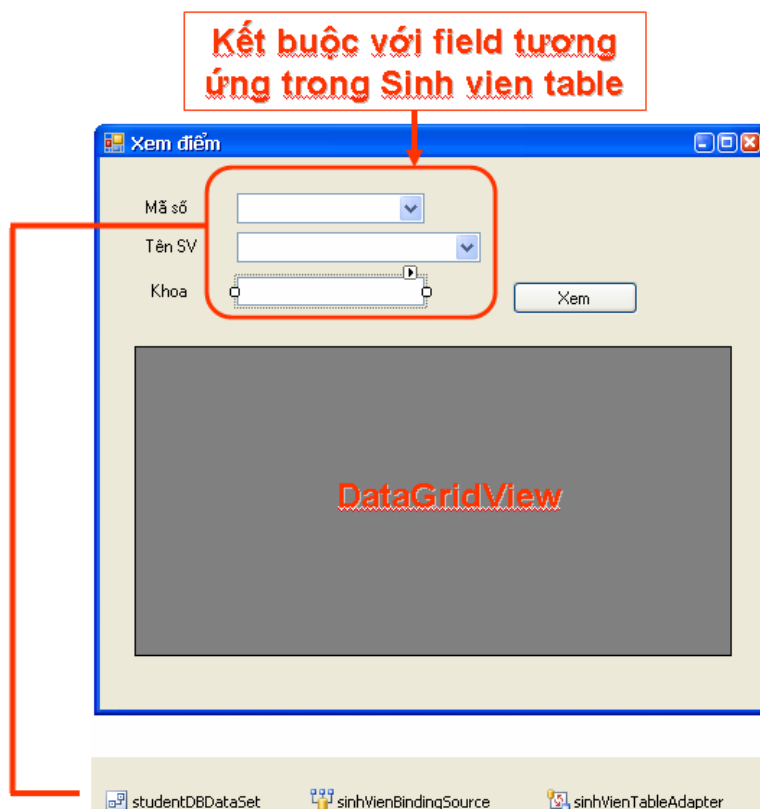 Kết buộc với field tương
ứng trong Sinh vien table
Xem điểm
Mã số
Tên SV
Khoa
Xem
DataGridView
studentDBDataSet
sinhVienBindingSource
sinhVienTableAdapter